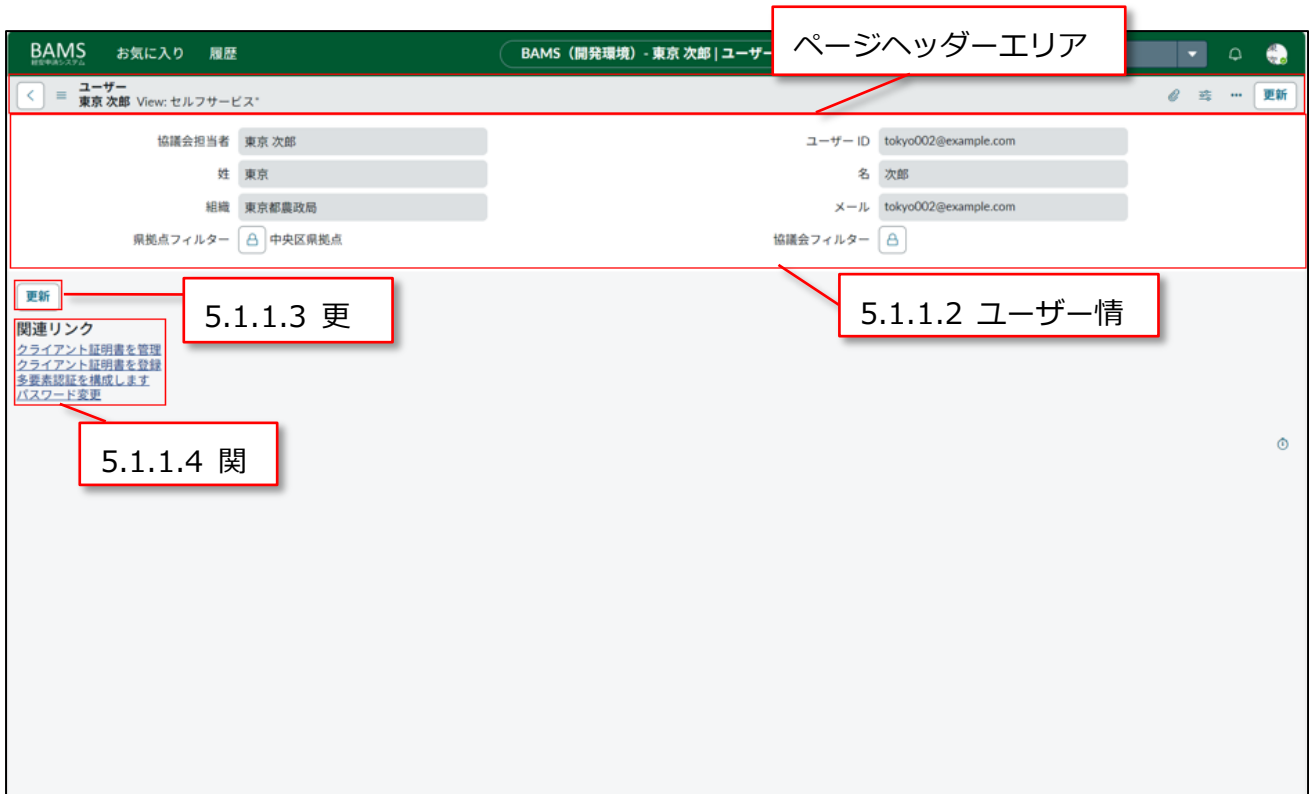 BAMS お気に入り 履歴 BAMS（開発環境）- 東京 次郎 | ユーザー
経営申請システム
ページヘッダーエリア
ユーザー
東京 次郎 View: セルフサービス*
更新
協議会担当者 東京 次郎 ユーザー ID tokyo002@example.com
姓 東京 名 次郎
組織 東京都農政局 メール tokyo002@example.com
県拠点フィルター 中央区県拠点 協議会フィルター
更新
5.1.1.3 更
5.1.1.2 ユーザー情
関連リンク
クライアント証明書を管理
クライアント証明書を登録
多要素認証を構成します
パスワード変更
5.1.1.4 関